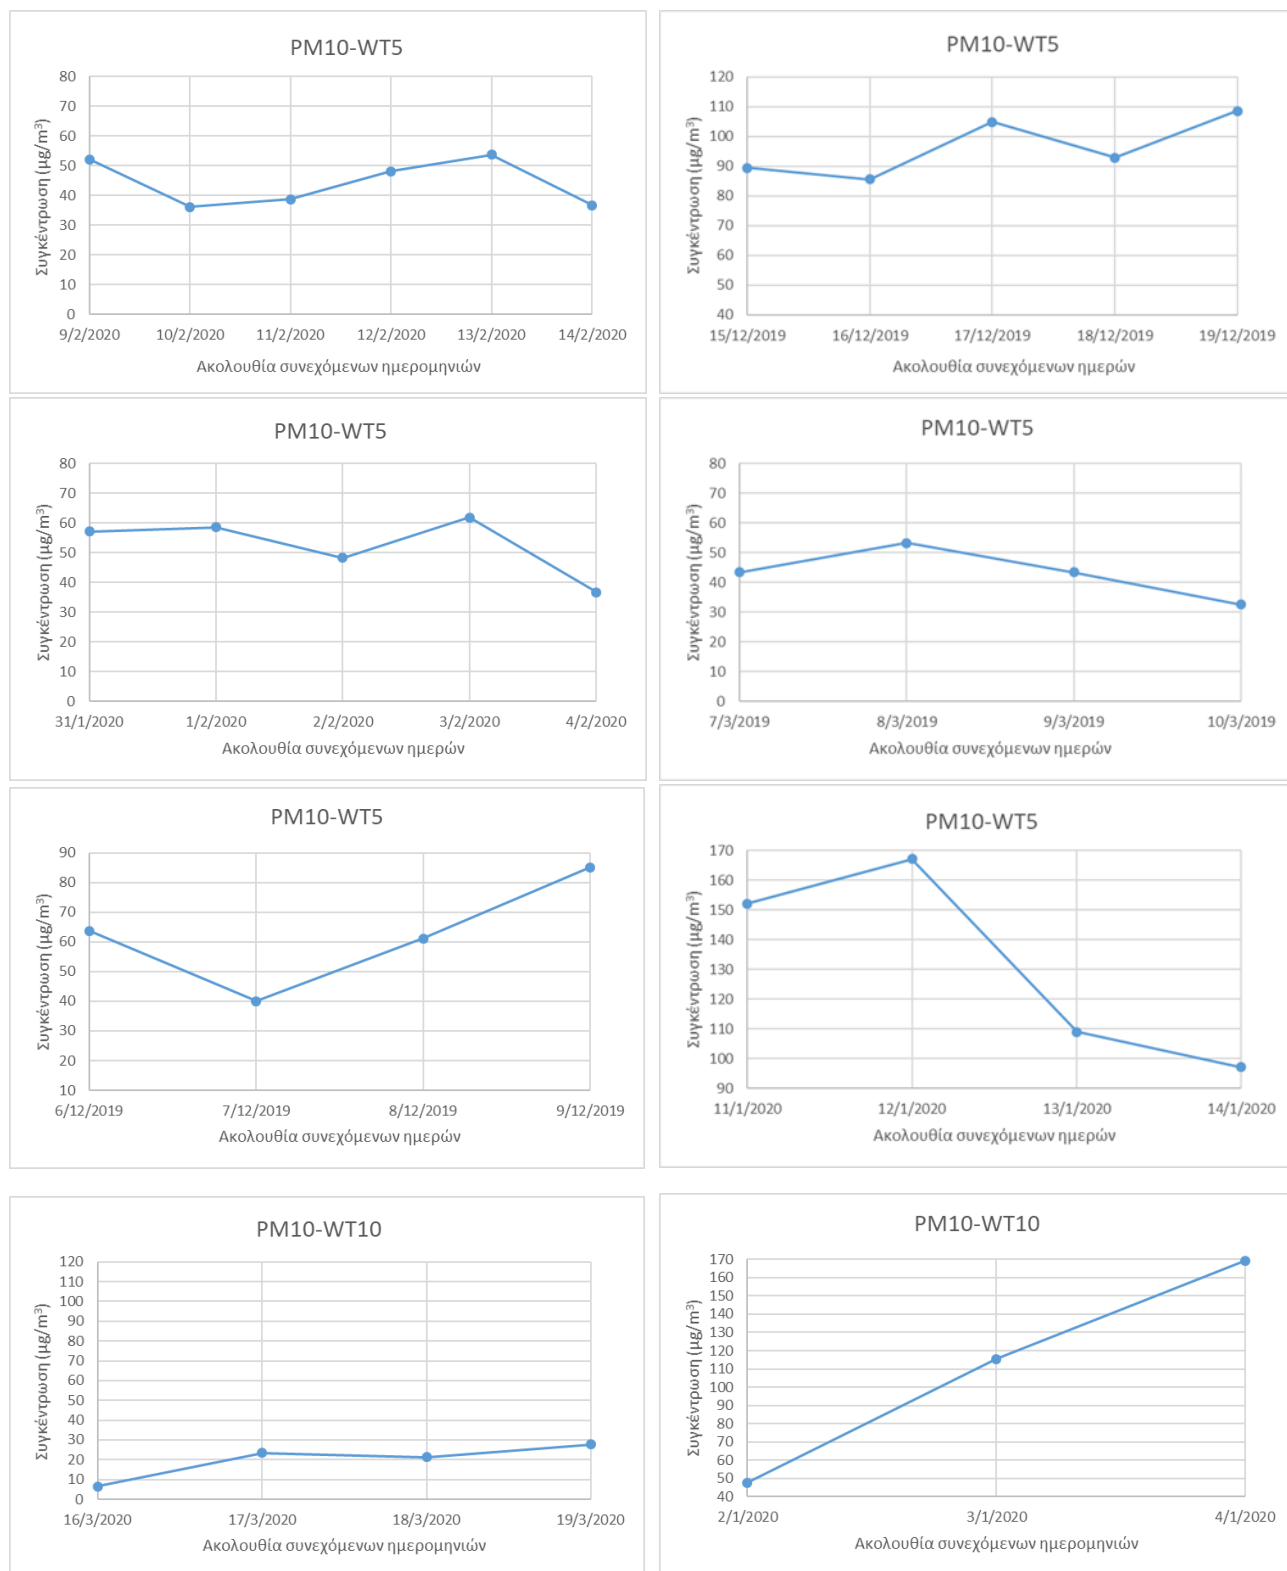 PM10-WT5
80
70
60
50
40
30
20
10
0
Συγκέντρωση (μg/m³)
9/2/2020 10/2/2020 11/2/2020 12/2/2020 13/2/2020 14/2/2020
Ακολουθία συνεχόμενων ημερομηνιών
PM10-WT5
120
110
100
90
80
70
60
50
40
Συγκέντρωση (μg/m³)
15/12/2019 16/12/2019 17/12/2019 18/12/2019 19/12/2019
Ακολουθία συνεχόμενων ημερών
PM10-WT5
80
70
60
50
40
30
20
10
0
Συγκέντρωση (μg/m³)
31/1/2020 1/2/2020 2/2/2020 3/2/2020 4/2/2020
Ακολουθία συνεχόμενων ημερών
PM10-WT5
80
70
60
50
40
30
20
10
0
Συγκέντρωση (μg/m³)
7/3/2019 8/3/2019 9/3/2019 10/3/2019
Ακολουθία συνεχόμενων ημερών
PM10-WT5
90
80
70
60
50
40
30
20
10
Συγκέντρωση (μg/m³)
6/12/2019 7/12/2019 8/12/2019 9/12/2019
Ακολουθία συνεχόμενων ημερών
PM10-WT5
170
160
150
140
130
120
110
100
90
Συγκέντρωση (μg/m³)
11/1/2020 12/1/2020 13/1/2020 14/1/2020
Ακολουθία συνεχόμενων ημερών
PM10-WT10
120
110
100
90
80
70
60
50
40
30
20
10
0
Συγκέντρωση (μg/m³)
16/3/2020 17/3/2020 18/3/2020 19/3/2020
Ακολουθία συνεχόμενων ημερομηνιών
PM10-WT10
170
160
150
140
130
120
110
100
90
80
70
60
50
40
Συγκέντρωση (μg/m³)
2/1/2020 3/1/2020 4/1/2020
Ακολουθία συνεχόμενων ημερομηνιών